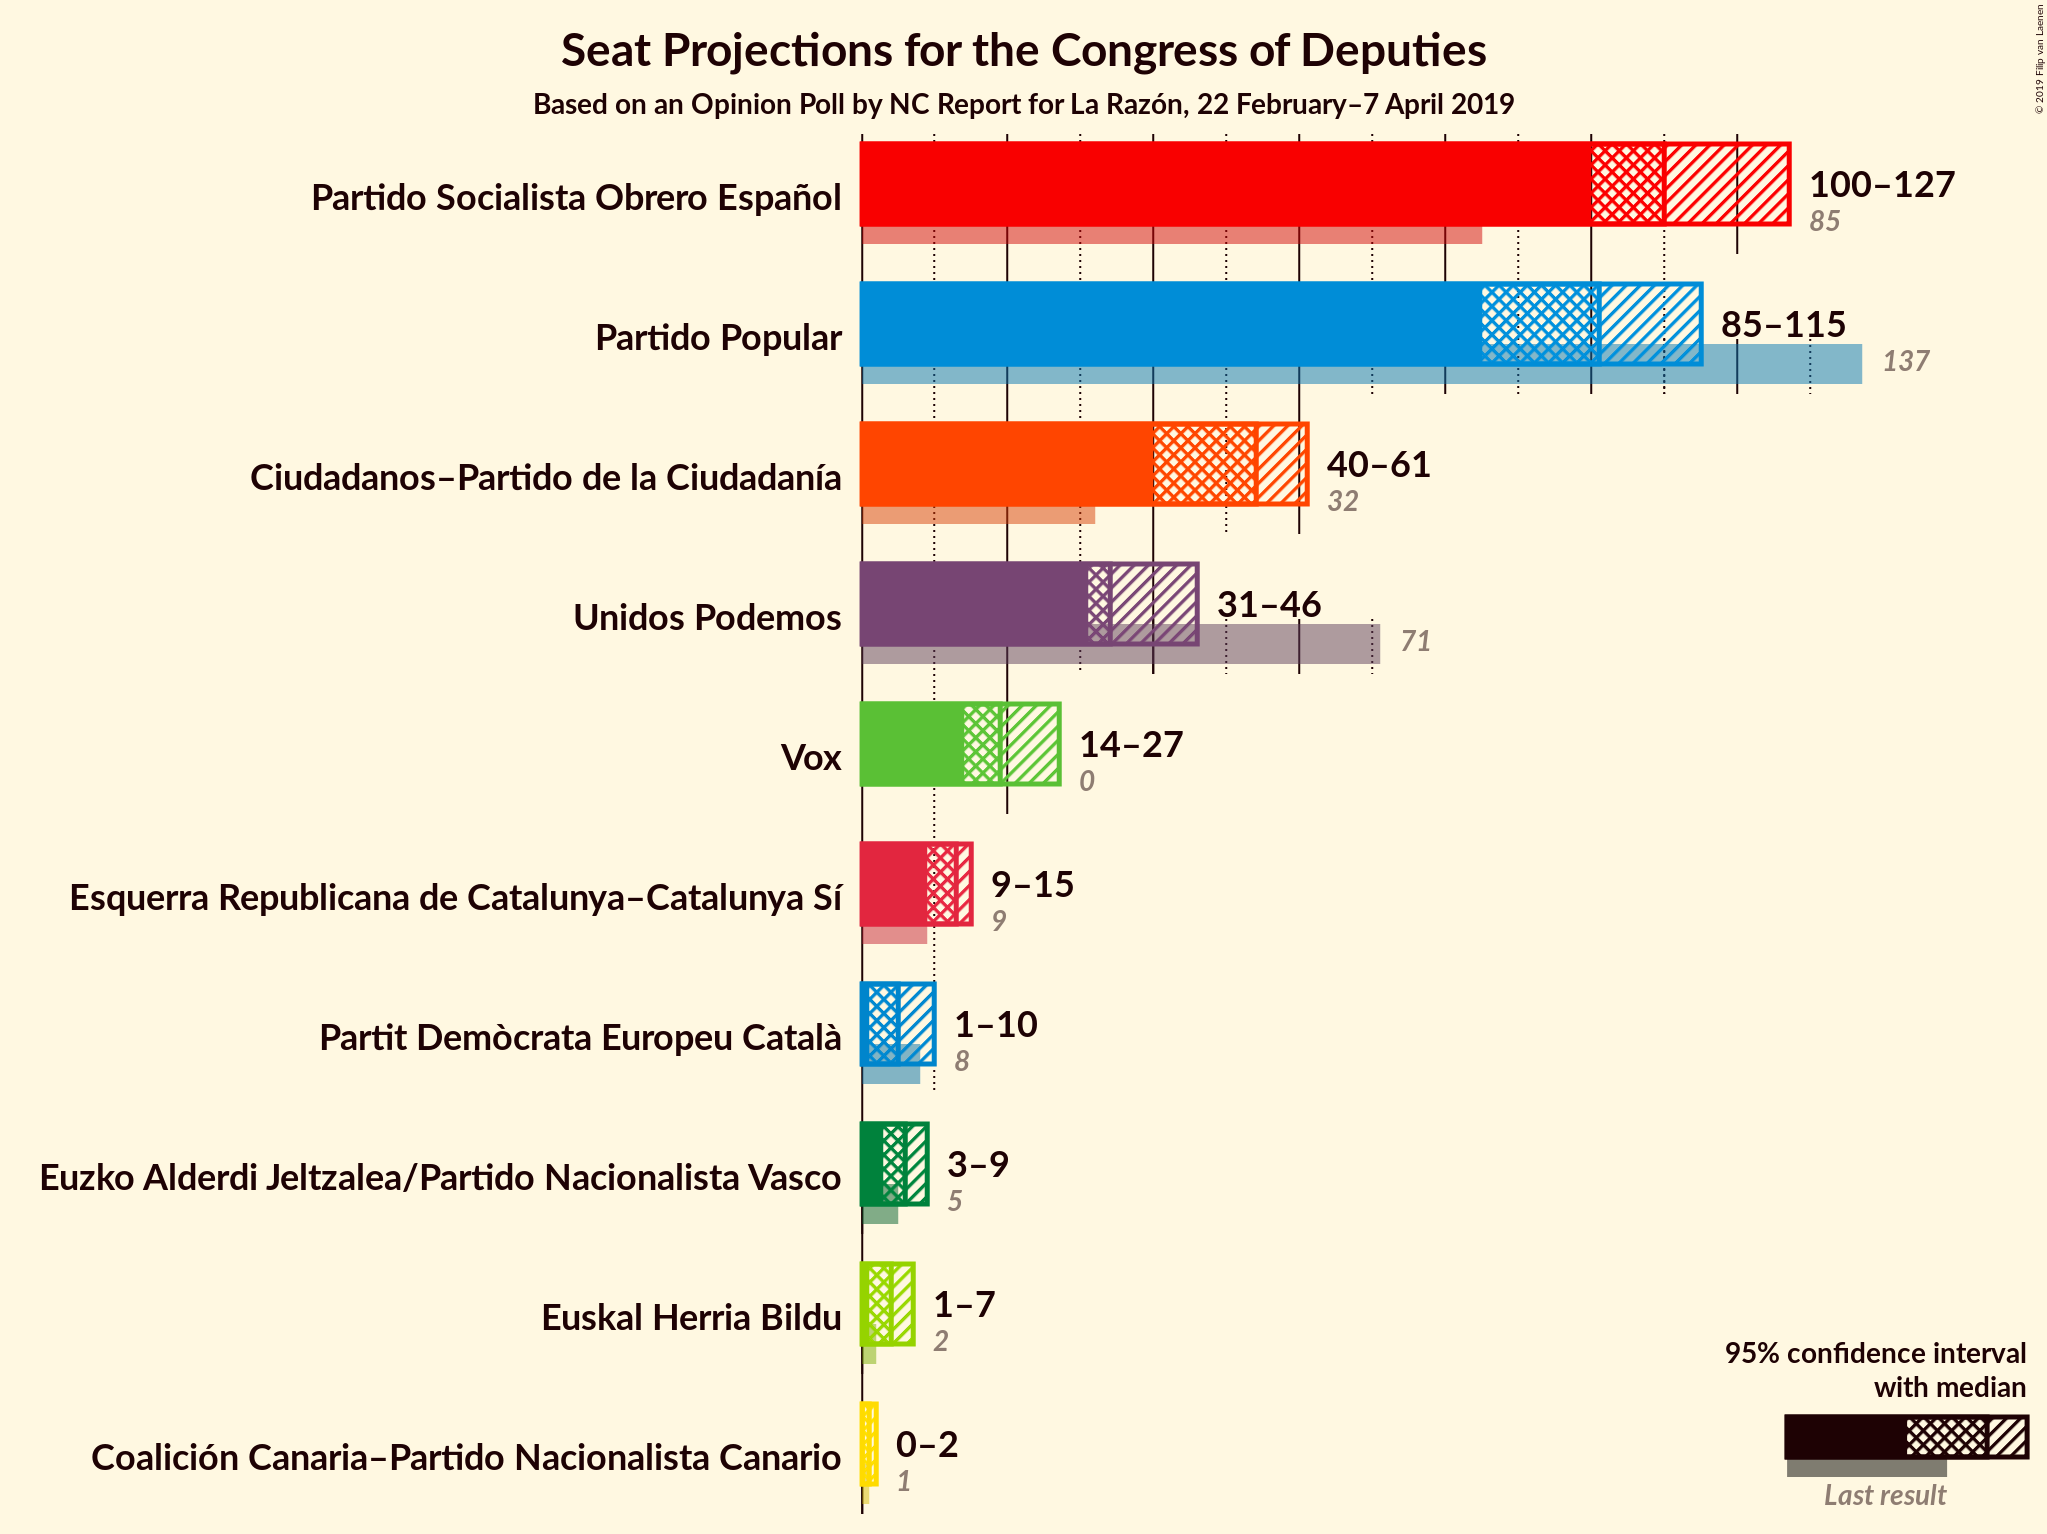 Seat Projections for the Congress of Deputies
Based on an Opinion Poll by NC Report for La Razón, 22 February–7 April 2019
© 2019 Filip van Laenen
Partido Socialista Obrero Español
100–127
85
Partido Popular
85–115
137
Ciudadanos–Partido de la Ciudadanía
40–61
32
Unidos Podemos
31–46
71
Vox
14–27
0
Esquerra Republicana de Catalunya–Catalunya Sí
9–15
9
Partit Demòcrata Europeu Català
1–10
8
Euzko Alderdi Jeltzalea/Partido Nacionalista Vasco
3–9
5
Euskal Herria Bildu
1–7
2
Coalición Canaria–Partido Nacionalista Canario
0–2
1
95% confidence interval
with median
Last result